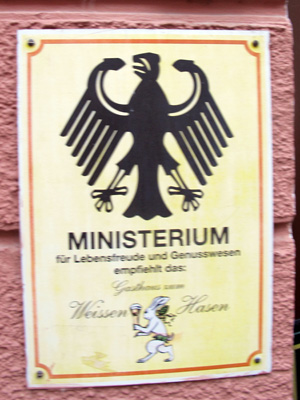 MINISTERIUM
für Lebensfreude und Genusswesen
empfiehlt das:
Gasthaus zum
Weissen Hasen